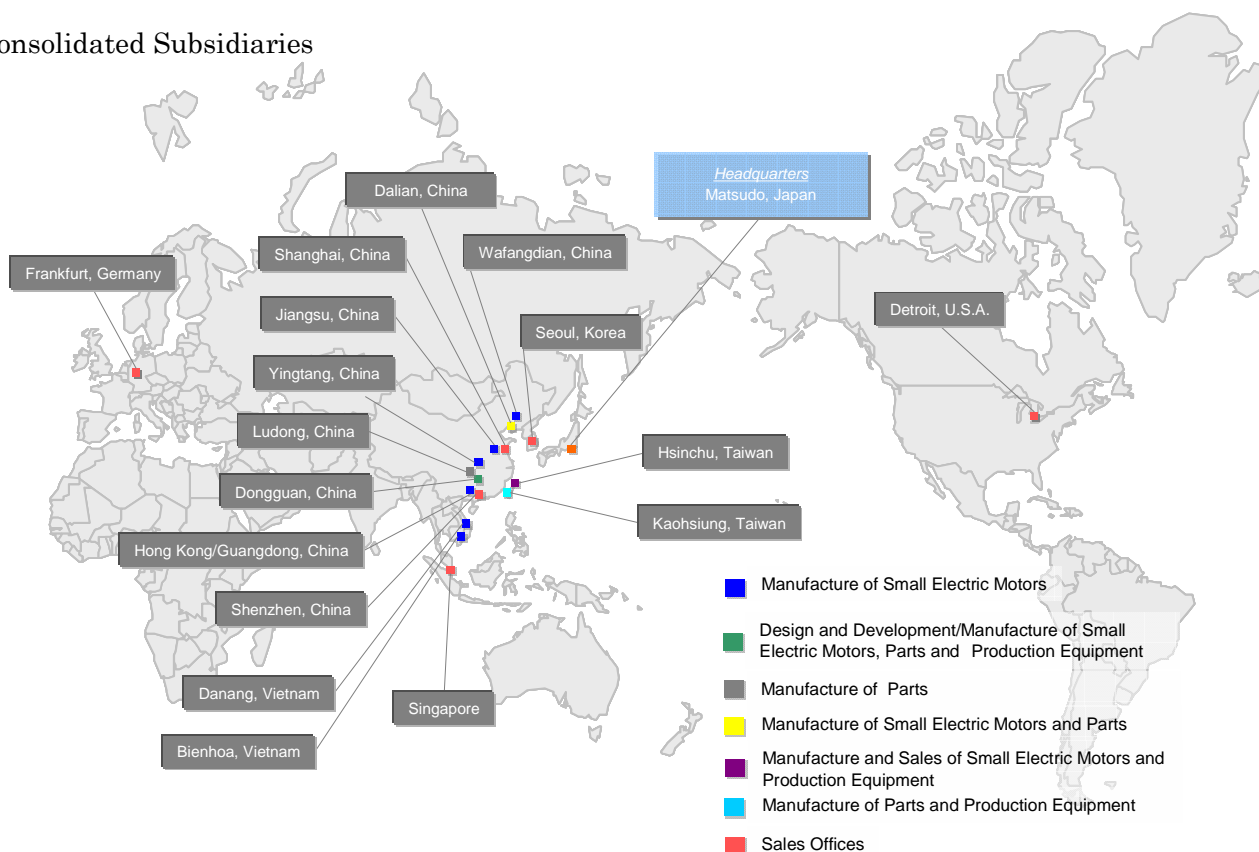 onsolidated Subsidiaries
Headquarters
Matsudo, Japan
Dalian, China
Shanghai, China
Wafangdian, China
Frankfurt, Germany
Jiangsu, China
Seoul, Korea
Detroit, U.S.A.
Yingtang, China
Ludong, China
Hsinchu, Taiwan
Dongguan, China
Kaohsiung, Taiwan
Hong Kong/Guangdong, China
Shenzhen, China
Danang, Vietnam
Singapore
Bienhoa, Vietnam
Manufacture of Small Electric Motors
Design and Development/Manufacture of Small
Electric Motors, Parts and Production Equipment
Manufacture of Parts
Manufacture of Small Electric Motors and Parts
Manufacture and Sales of Small Electric Motors and
Production Equipment
Manufacture of Parts and Production Equipment
Sales Offices